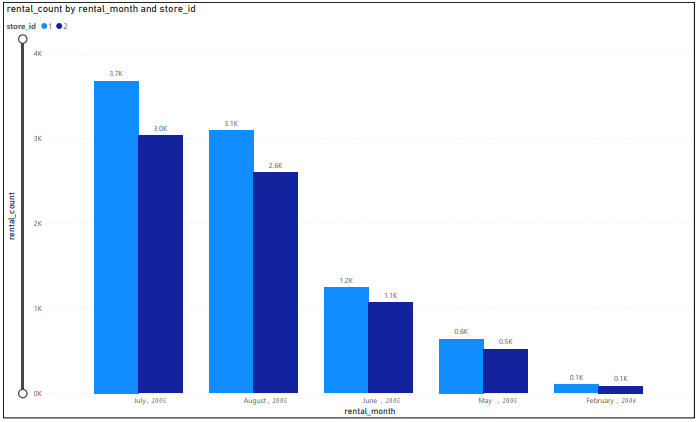 rental_count by rental_month and store_id
store_id 1 2
4K
3K
2K
1K
0K
rental_count
3.7K
3.0K
3.1K
2.6K
1.2K
1.1K
0.6K
0.5K
0.1K
0.1K
July , 2005
August , 2005
June , 2005
May , 2005
February , 2006
rental_month